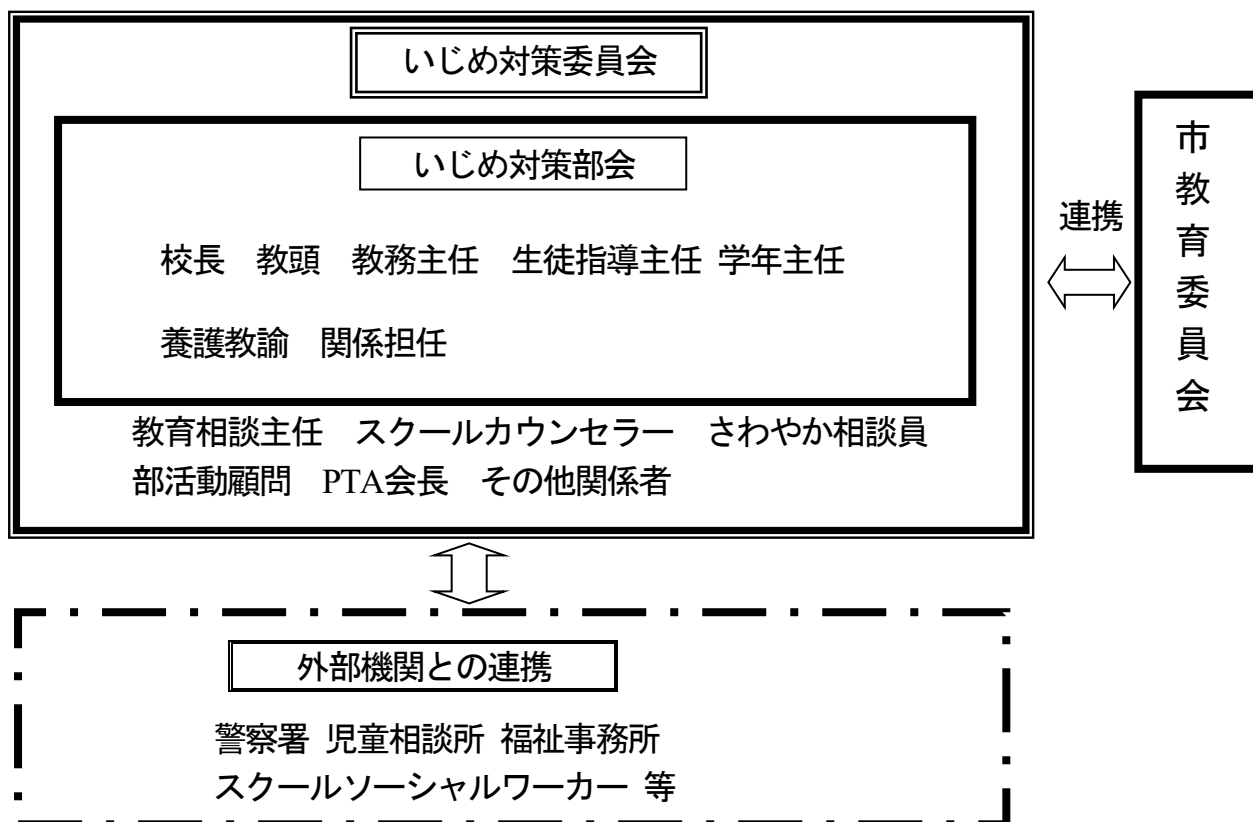 いじめ対策委員会
いじめ対策部会
校長　教頭　教務主任　生徒指導主任 学年主任
養護教諭　関係担任
教育相談主任　スクールカウンセラー　さわやか相談員
部活動顧問　PTA会長　その他関係者
連携
市教育委員会
外部機関との連携
警察署 児童相談所 福祉事務所
スクールソーシャルワーカー 等